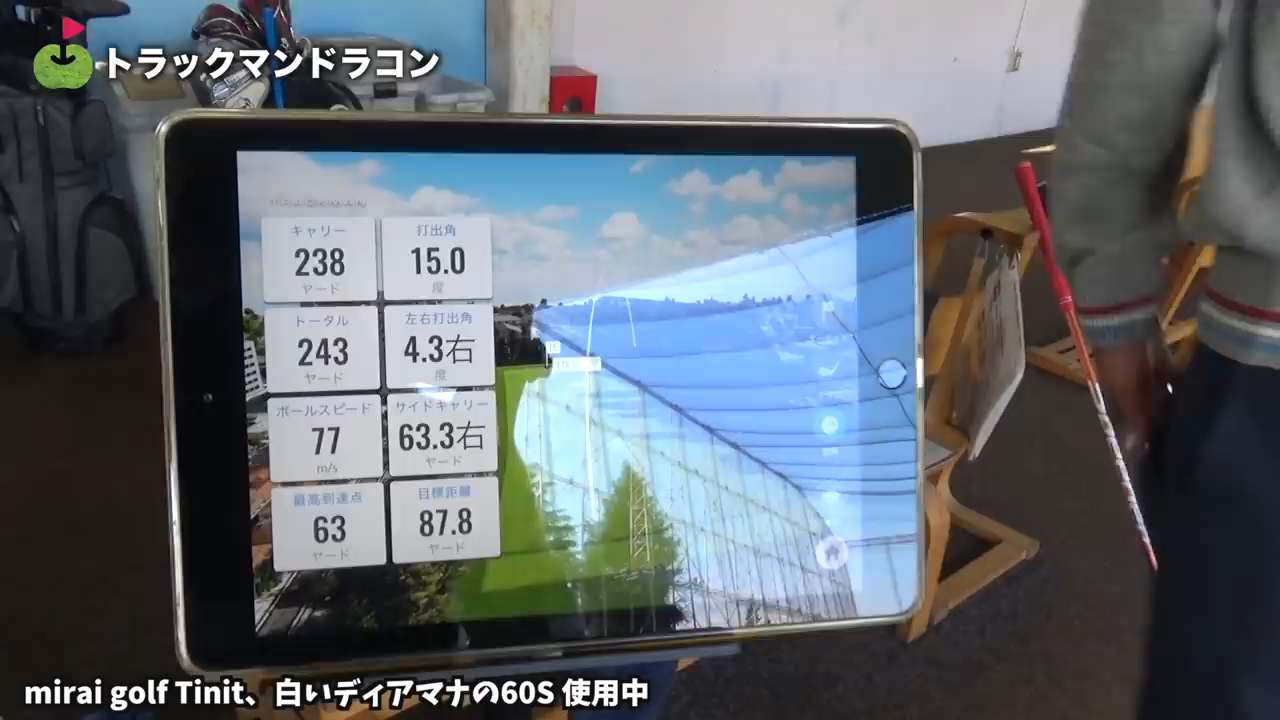 トラックマンドラコン
TRACKMAN
キャリー
238
ヤード
打出角
15.0
度
トータル
243
ヤード
左右打出角
4.3右
度
ボールスピード
77
m/s
サイドキャリー
63.3右
ヤード
最高到達点
63
ヤード
目標距離
87.8
ヤード
mirai golf Tinit、白いディアマナの60S 使用中